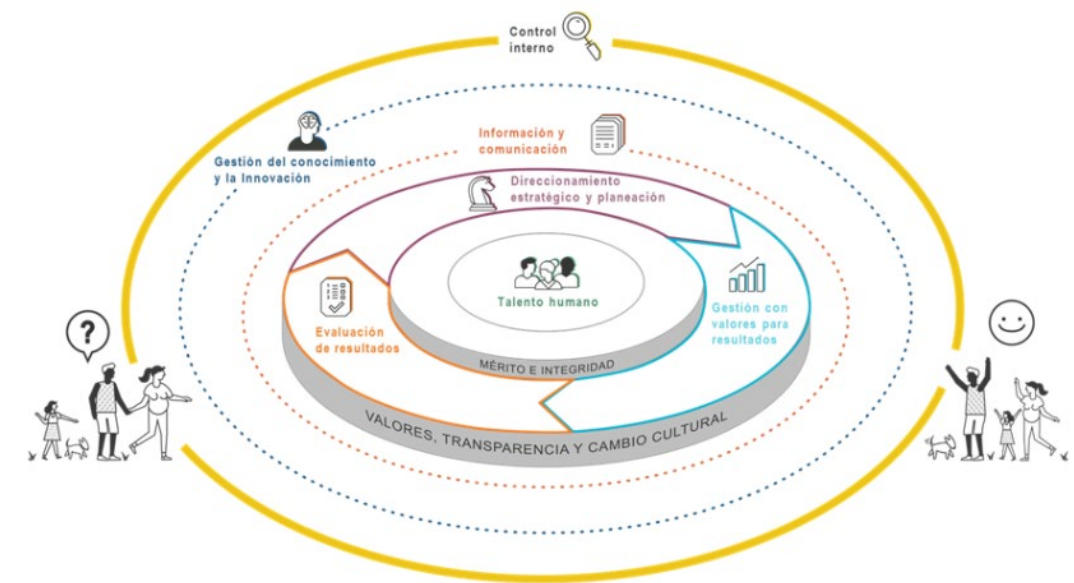 Control
interno
Información y
comunicación
Gestión del conocimiento
y la Innovación
Direccionamiento
estratégico y planeación
Talento humano
Gestión con
valores para
resultados
Evaluación
de resultados
?
MÉRITO E INTEGRIDAD
VALORES, TRANSPARENCIA Y CAMBIO CULTURAL